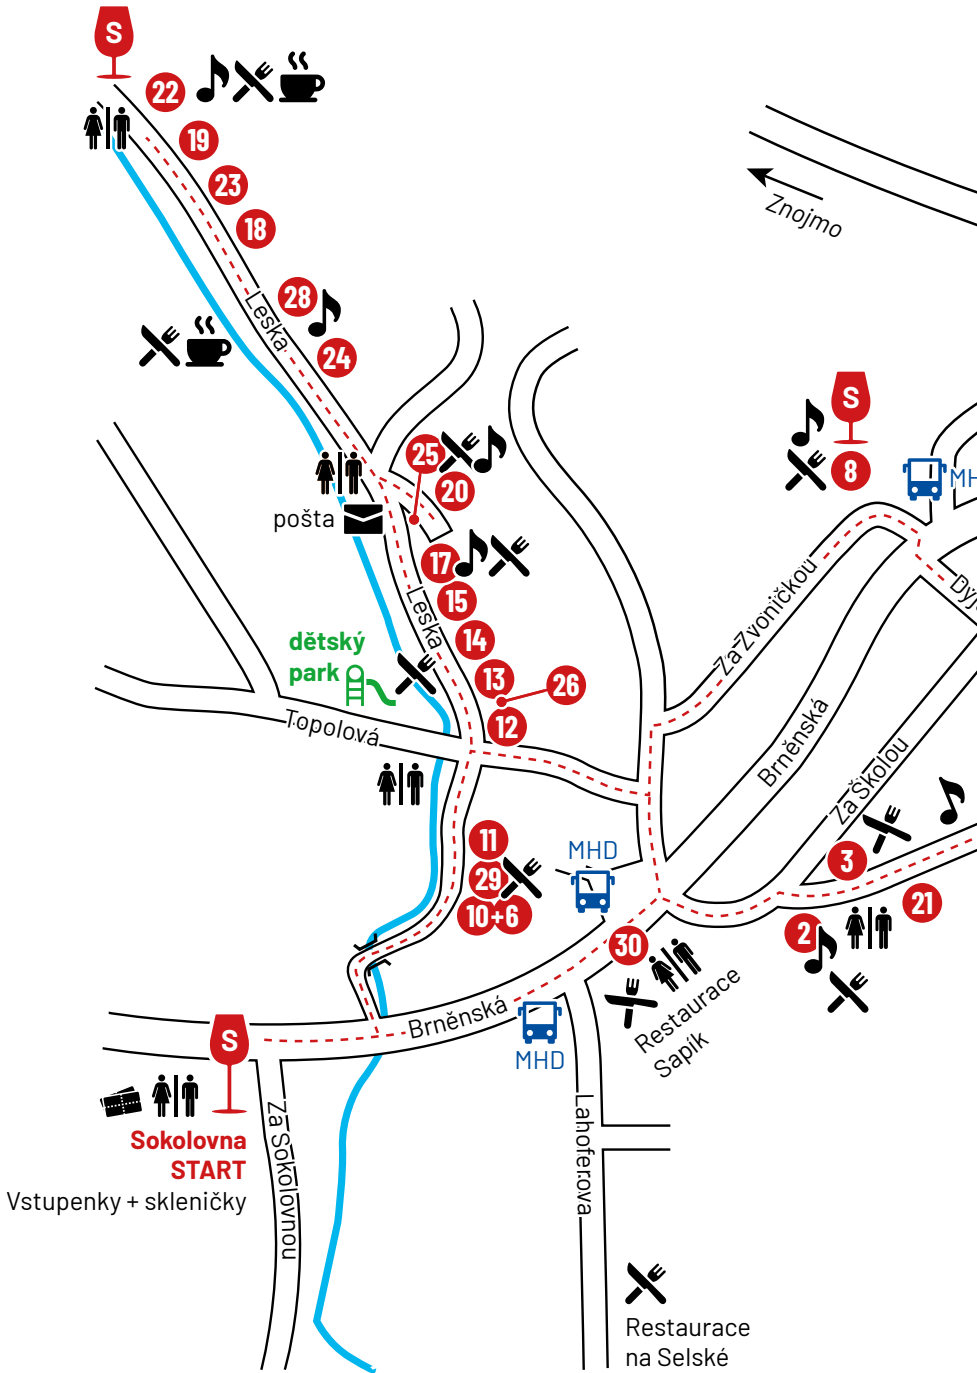 S
22
19
23
18
Znojmo
28
Leska
24
S
8
MH
25
20
pošta
17
15
Leska
14
dětský
park
13
26
12
Za Zvoničkou
Dyj
Topolová
Brněnská
Za Školou
11
29
10+6
MHD
3
21
2
30
Restaurace
Sapík
Brněnská
MHD
S
Sokolovna
START
Vstupenky + skleničky
Za Sokolovnou
Lahoferova
Restaurace
na Selské